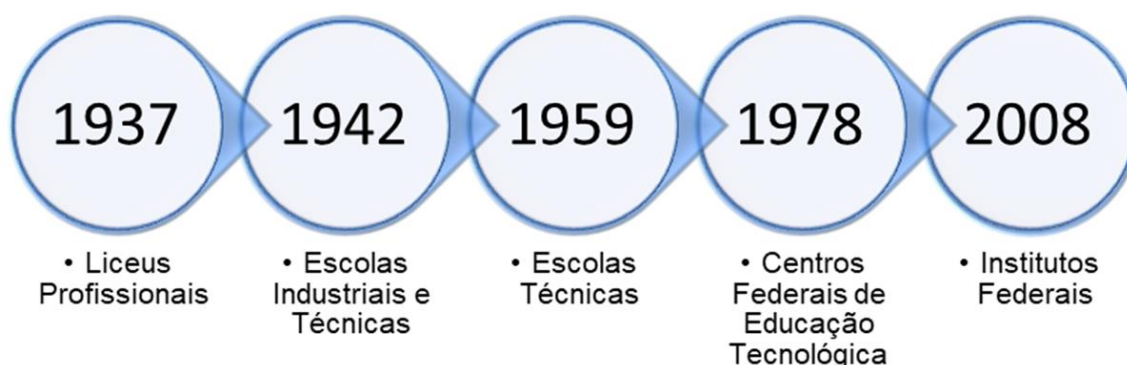 1937
1942
1959
1978
2008
• Liceus
Profissionais
• Escolas
Industriais e
Técnicas
• Escolas
Técnicas
• Centros
Federais de
Educação
Tecnológica
• Institutos
Federais